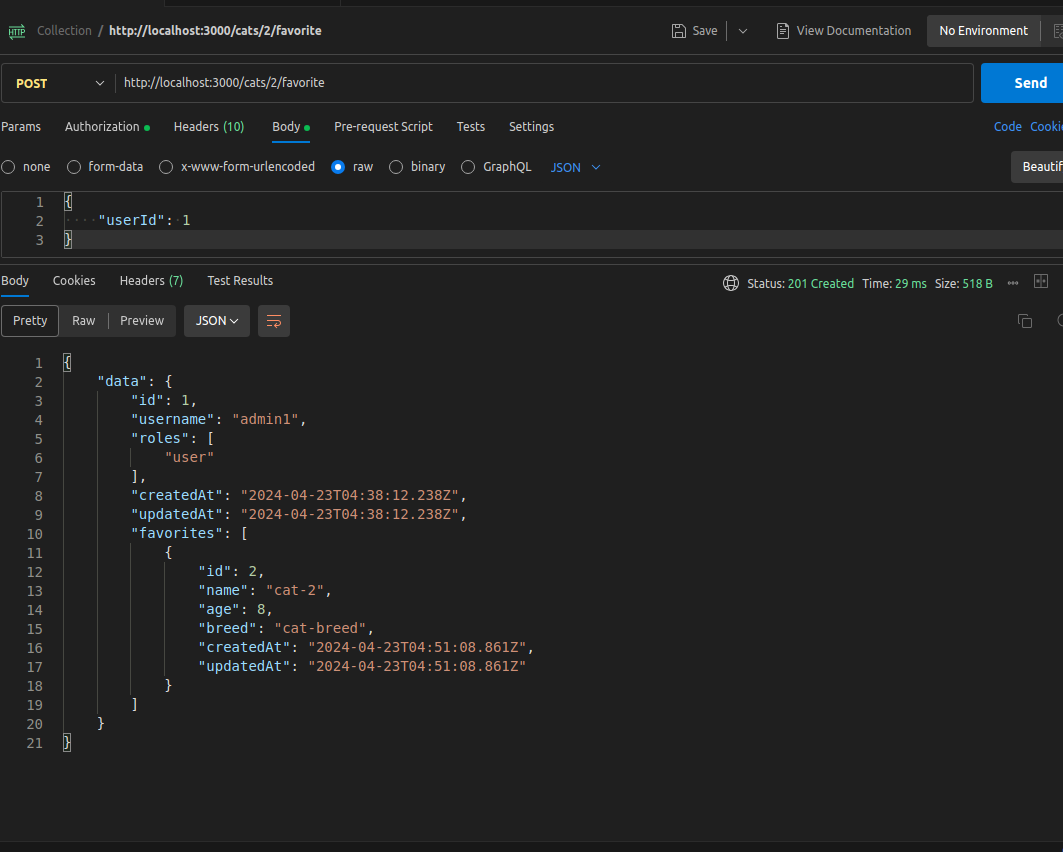 HTTP Collection / http://localhost:3000/cats/2/favorite Save View Documentation No Environment
POST http://localhost:3000/cats/2/favorite Send
Params Authorization Headers (10) Body Pre-request Script Tests Settings Code Cookie
none form-data x-www-form-urlencoded raw binary GraphQL JSON Beautif
1 {
2 "userId": 1
3 }
Body Cookies Headers (7) Test Results Status: 201 Created Time: 29 ms Size: 518 B
Pretty Raw Preview JSON
1 {
2 "data": {
3 "id": 1,
4 "username": "admin1",
5 "roles": [
6 "user"
7 ],
8 "createdAt": "2024-04-23T04:38:12.238Z",
9 "updatedAt": "2024-04-23T04:38:12.238Z",
10 "favorites": [
11 {
12 "id": 2,
13 "name": "cat-2",
14 "age": 8,
15 "breed": "cat-breed",
16 "createdAt": "2024-04-23T04:51:08.861Z",
17 "updatedAt": "2024-04-23T04:51:08.861Z"
18 }
19 ]
20 }
21 }